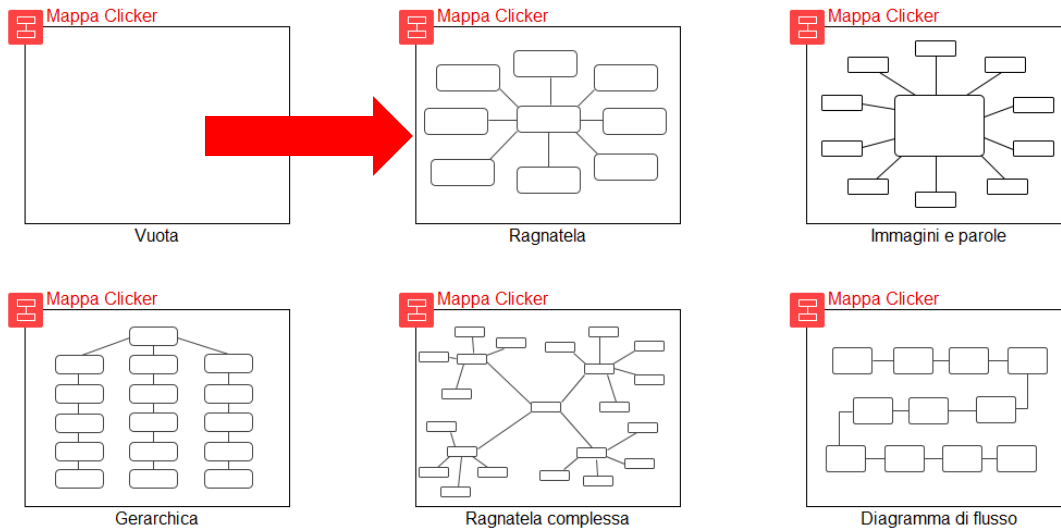 Mappa Clicker
Mappa Clicker
Mappa Clicker
Vuota
Ragnatela
Immagini e parole
Mappa Clicker
Mappa Clicker
Mappa Clicker
Gerarchica
Ragnatela complessa
Diagramma di flusso